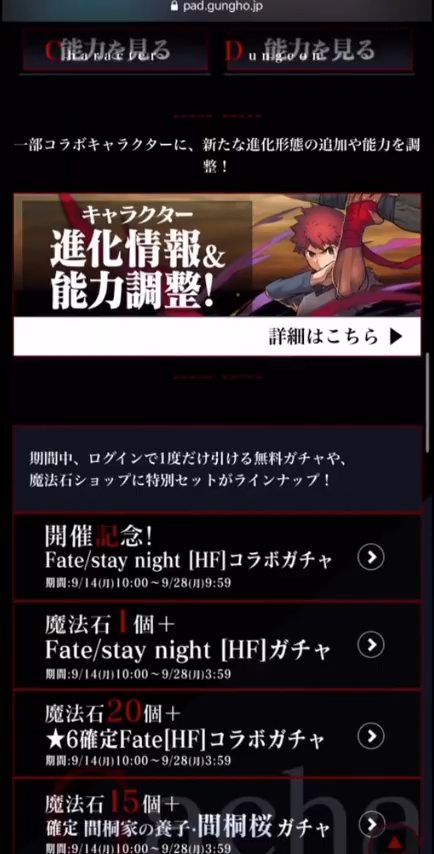 pad.gungho.jp
能力を見る
Character
能力を見る
Dungeon
一部コラボキャラクターに、新たな進化形態の追加や能力を調
整！
キャラクター
進化情報&
能力調整!
詳細はこちら ▶
期間中、ログインで1度だけ引ける無料ガチャや、
魔法石ショップに特別セットがラインナップ！
開催記念!
Fate/stay night [HF]コラボガチャ
期間:9/14(月)10:00～9/28(月)9:59
魔法石1個＋
Fate/stay night [HF]ガチャ
期間:9/14(月)10:00～9/28(月)3:59
魔法石20個＋
★6確定Fate[HF]コラボガチャ
期間:9/14(月)10:00～9/28(月)3:59
魔法石15個＋
確定 間桐家の養子・間桐桜ガチャ
期間:9/14(月)10:00～9/28(月)3:59
acha